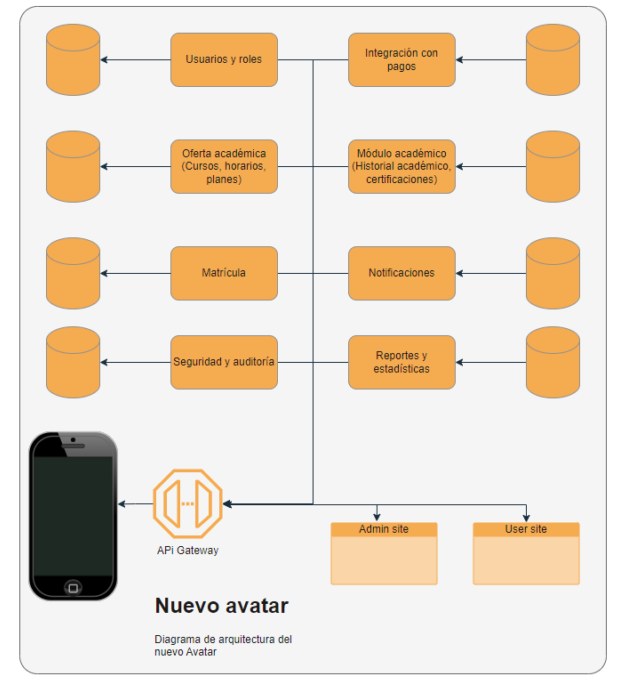 Usuarios y roles
Integración con
pagos
Oferta académica
(Cursos, horarios,
planes)
Módulo académico
(Historial académico,
certificaciones)
Matrícula
Notificaciones
Seguridad y auditoría
Reportes y
estadísticas
APi Gateway
Admin site
User site
Nuevo avatar
Diagrama de arquitectura del
nuevo Avatar